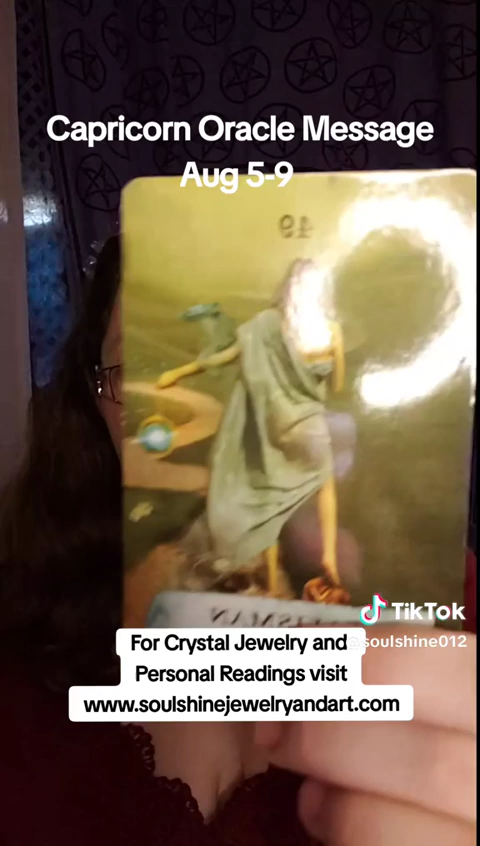 Capricorn Oracle Message
Aug 5-9
TikTok
@soulshine012
For Crystal Jewelry and
Personal Readings visit
www.soulshinejewelryandart.com